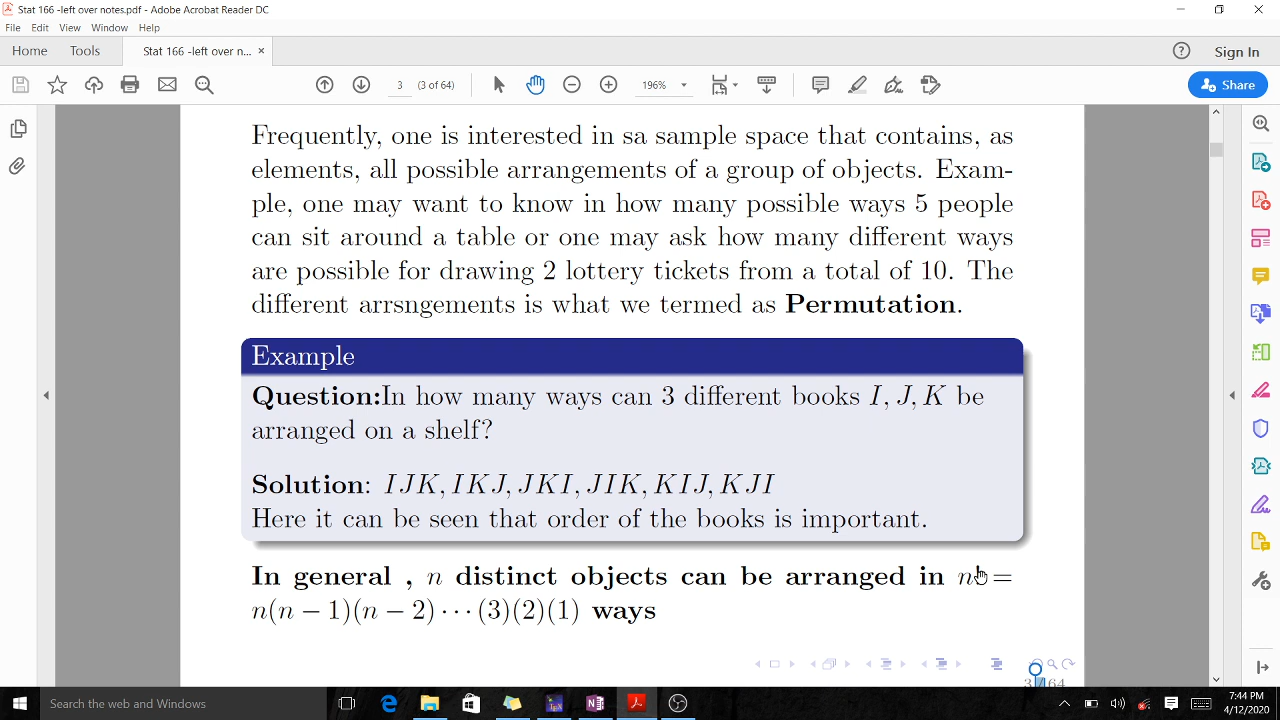 Stat 166 -left over notes.pdf - Adobe Acrobat Reader DC
File Edit View Window Help
Home Tools Stat 166 -left over n... × Sign In
3 (3 of 64) 196% Share
Frequently, one is interested in sa sample space that contains, as
elements, all possible arrangements of a group of objects. Exam-
ple, one may want to know in how many possible ways 5 people
can sit around a table or one may ask how many different ways
are possible for drawing 2 lottery tickets from a total of 10. The
different arrsngements is what we termed as Permutation.
Example
Question:In how many ways can 3 different books I, J, K be
arranged on a shelf?
Solution: IJK, IKJ, JKI, JIK, KIJ, KJI
Here it can be seen that order of the books is important.
In general , n distinct objects can be arranged in n! =
n(n − 1)(n − 2) · · · (3)(2)(1) ways
3/164
Search the web and Windows
7:44 PM
4/12/2020